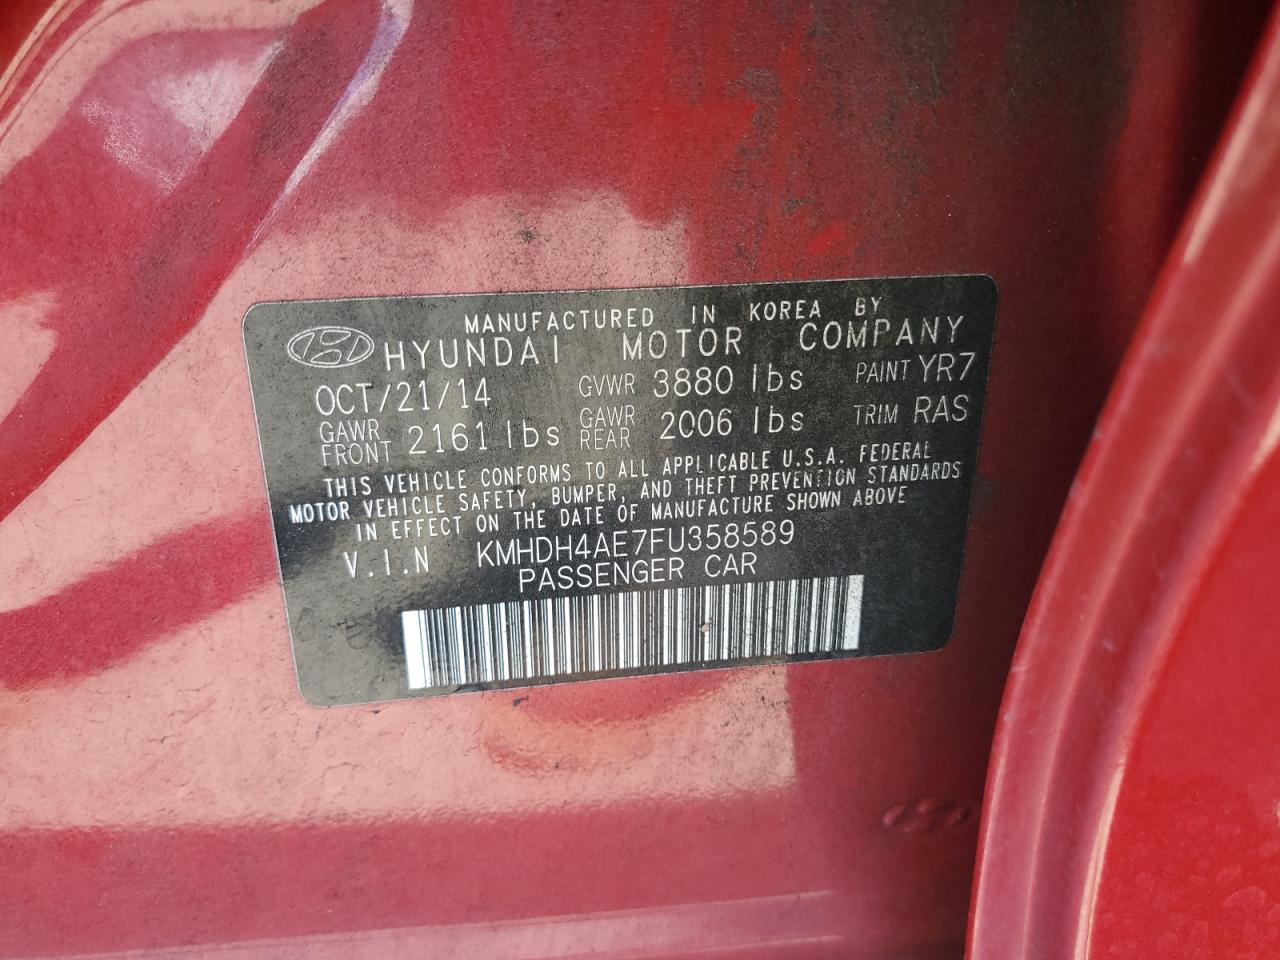 MANUFACTURED IN KOREA BY
HYUNDAI MOTOR COMPANY
OCT/21/14 GVWR 3880 lbs PAINT YR7
GAWR FRONT 2161 lbs GAWR REAR 2006 lbs TRIM RAS
THIS VEHICLE CONFORMS TO ALL APPLICABLE U.S.A. FEDERAL
MOTOR VEHICLE SAFETY, BUMPER, AND THEFT PREVENTION STANDARDS
IN EFFECT ON THE DATE OF MANUFACTURE SHOWN ABOVE
V.I.N KMHDH4AE7FU358589
PASSENGER CAR